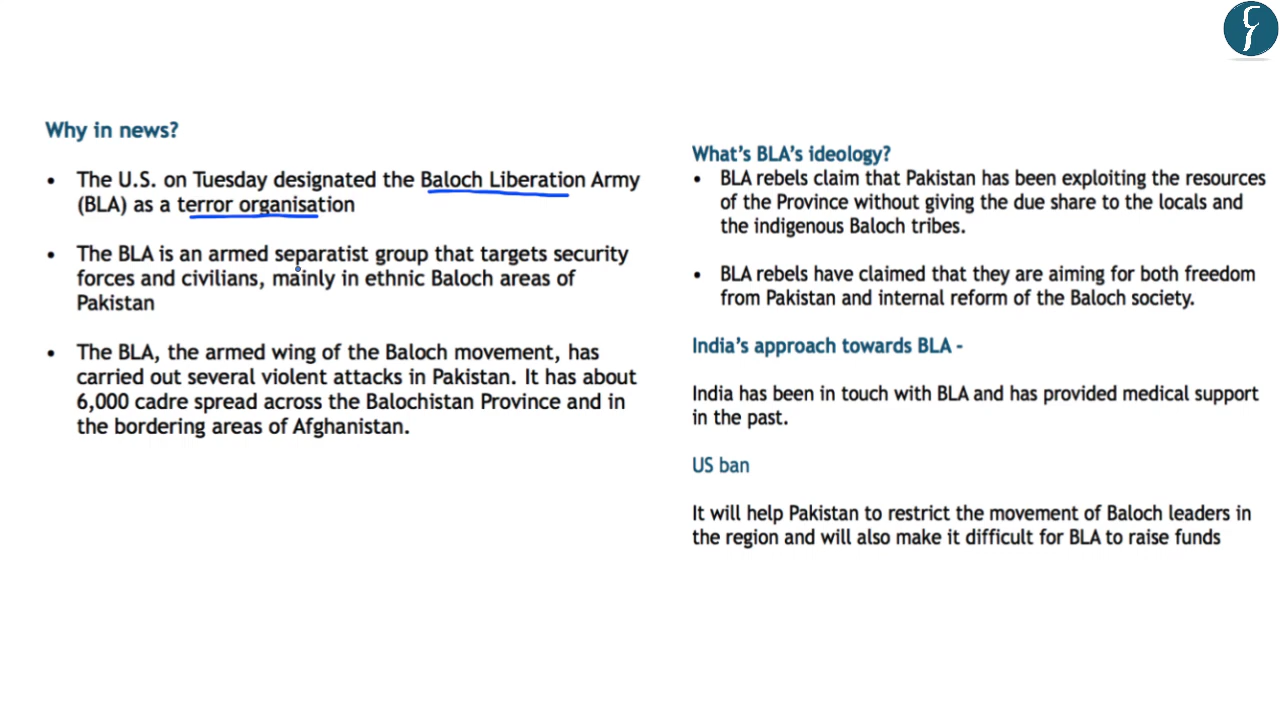 Why in news?
• The U.S. on Tuesday designated the Baloch Liberation Army
(BLA) as a terror organisation
• The BLA is an armed separatist group that targets security
forces and civilians, mainly in ethnic Baloch areas of
Pakistan
• The BLA, the armed wing of the Baloch movement, has
carried out several violent attacks in Pakistan. It has about
6,000 cadre spread across the Balochistan Province and in
the bordering areas of Afghanistan.
What's BLA's ideology?
• BLA rebels claim that Pakistan has been exploiting the resources
of the Province without giving the due share to the locals and
the indigenous Baloch tribes.
• BLA rebels have claimed that they are aiming for both freedom
from Pakistan and internal reform of the Baloch society.
India's approach towards BLA -
India has been in touch with BLA and has provided medical support
in the past.
US ban
It will help Pakistan to restrict the movement of Baloch leaders in
the region and will also make it difficult for BLA to raise funds